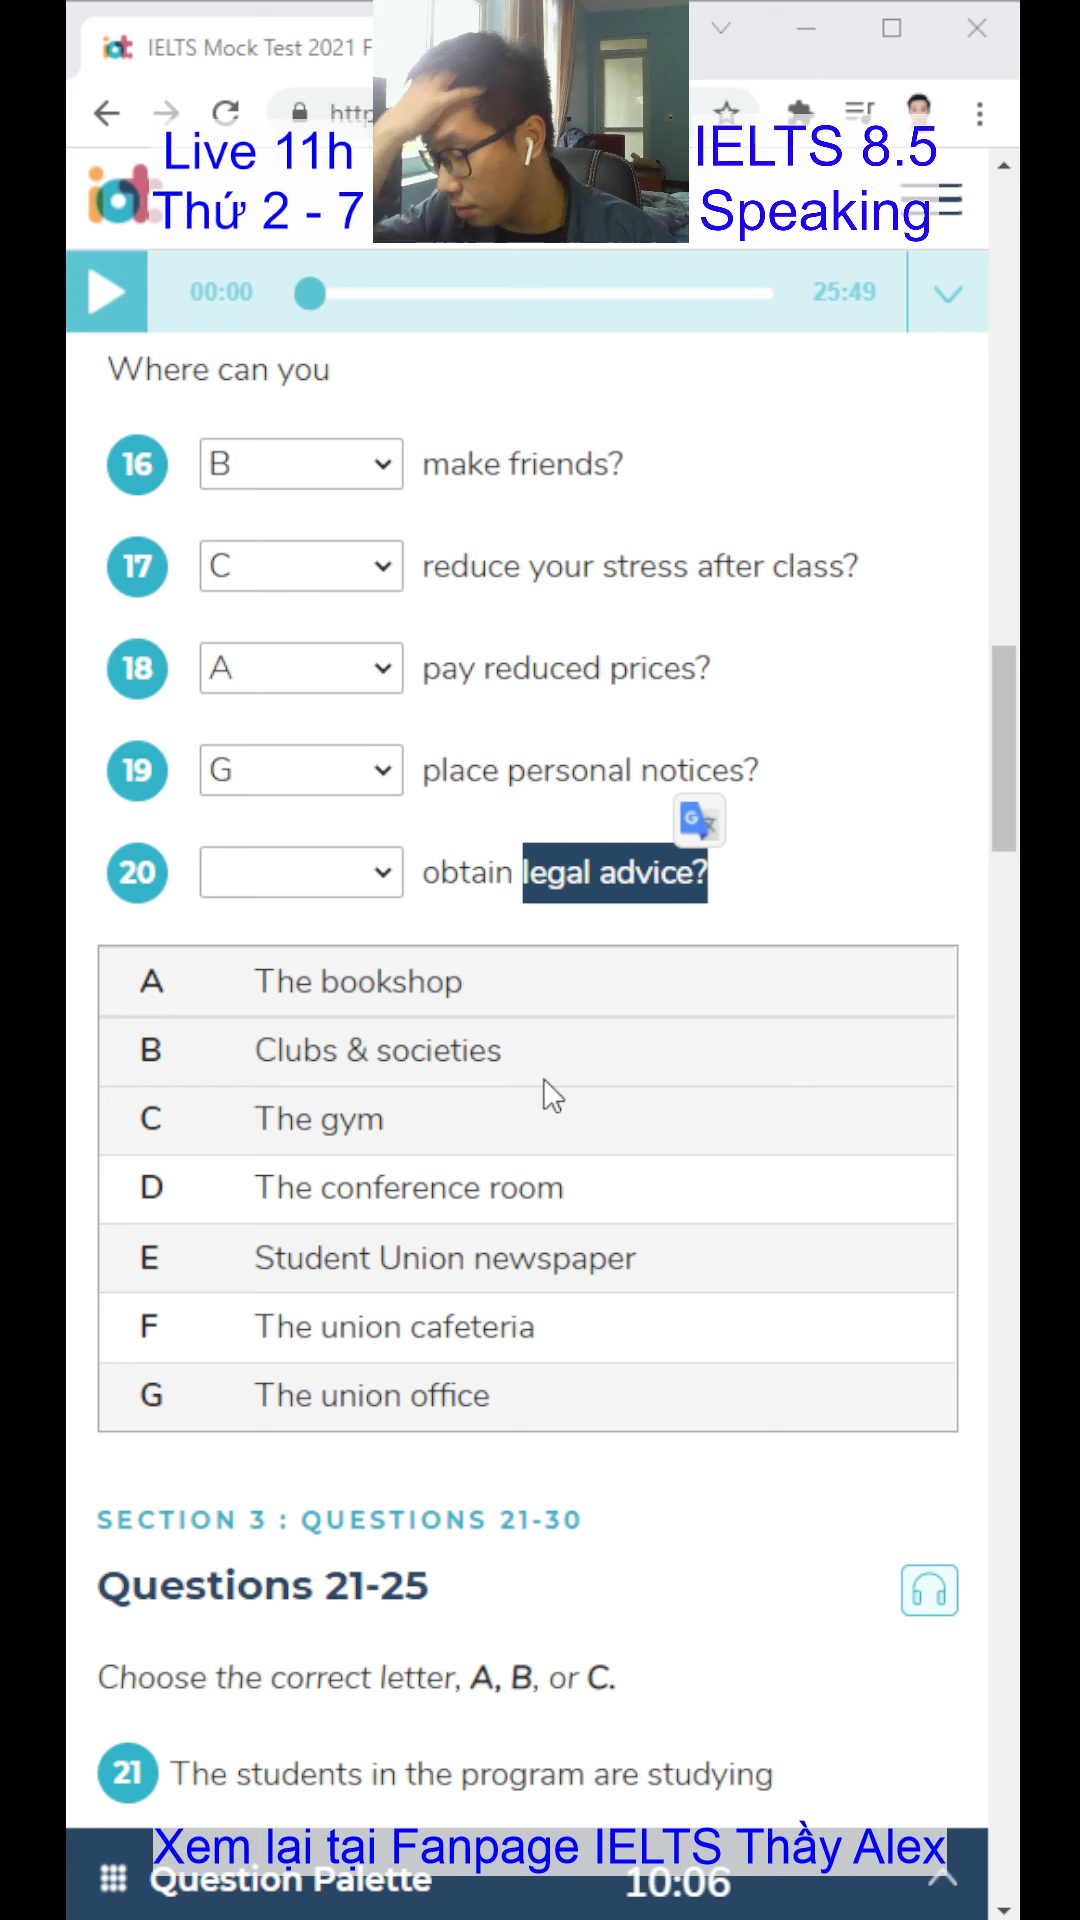 IELTS Mock Test 2021 F
http
Live 11h
Thứ 2 - 7
IELTS 8.5
Speaking
iot
00:00
25:49
Where can you
16 B make friends?
17 C reduce your stress after class?
18 A pay reduced prices?
19 G place personal notices?
20 obtain legal advice?
A The bookshop
B Clubs & societies
C The gym
D The conference room
E Student Union newspaper
F The union cafeteria
G The union office
SECTION 3 : QUESTIONS 21-30
Questions 21-25
Choose the correct letter, A, B, or C.
21 The students in the program are studying
Xem lại tại Fanpage IELTS Thầy Alex
Question Palette 10:06